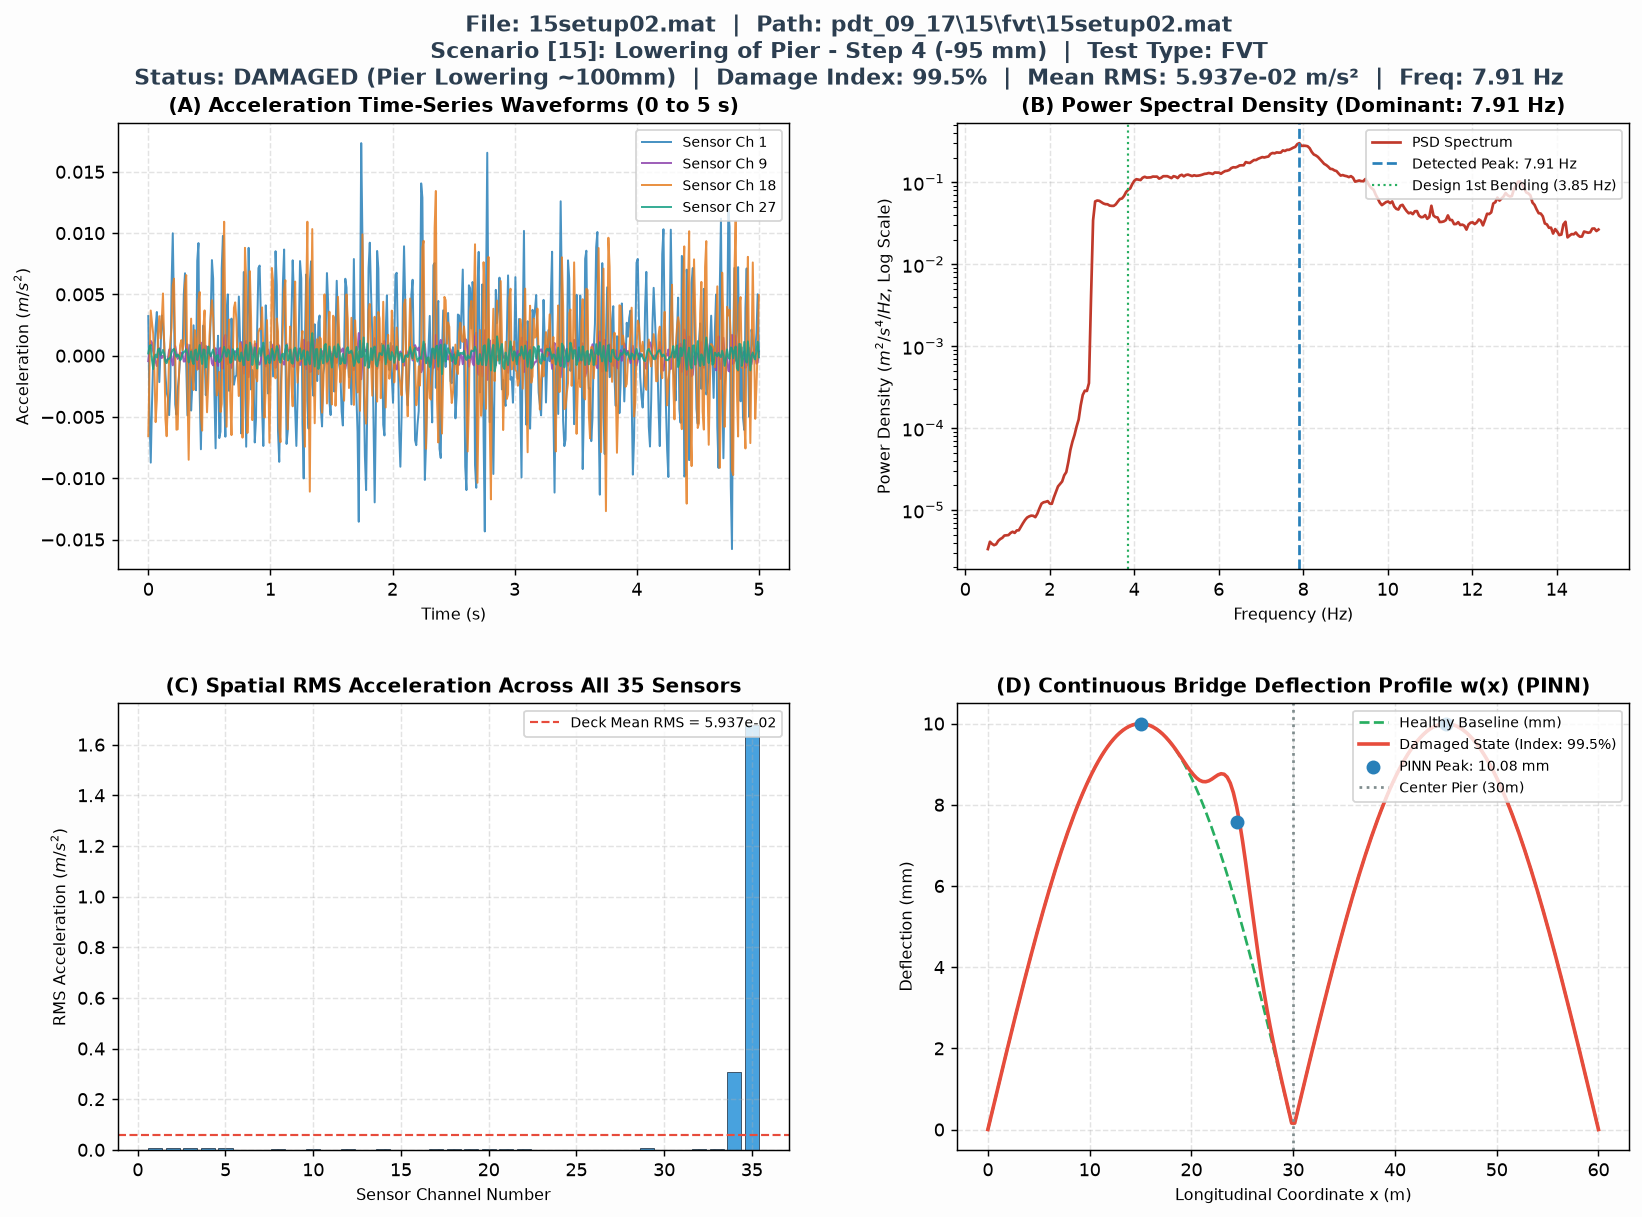 File: 15setup02.mat | Path: pdt_09_17\15\fvt\15setup02.mat
Scenario [15]: Lowering of Pier - Step 4 (-95 mm) | Test Type: FVT
Status: DAMAGED (Pier Lowering ~100mm) | Damage Index: 99.5% | Mean RMS: 5.937e-02 m/s² | Freq: 7.91 Hz
(A) Acceleration Time-Series Waveforms (0 to 5 s)
Sensor Ch 1
Sensor Ch 9
Sensor Ch 18
Sensor Ch 27
0.015
0.010
0.005
0.000
−0.005
−0.010
−0.015
Acceleration (m/s²)
0 1 2 3 4 5
Time (s)
(B) Power Spectral Density (Dominant: 7.91 Hz)
PSD Spectrum
Detected Peak: 7.91 Hz
Design 1st Bending (3.85 Hz)
10⁻¹
10⁻²
10⁻³
10⁻⁴
10⁻⁵
Power Density (m²/s⁴/Hz, Log Scale)
0 2 4 6 8 10 12 14
Frequency (Hz)
(C) Spatial RMS Acceleration Across All 35 Sensors
Deck Mean RMS = 5.937e-02
1.6
1.4
1.2
1.0
0.8
0.6
0.4
0.2
0.0
RMS Acceleration (m/s²)
0 5 10 15 20 25 30 35
Sensor Channel Number
(D) Continuous Bridge Deflection Profile w(x) (PINN)
Healthy Baseline (mm)
Damaged State (Index: 99.5%)
PINN Peak: 10.08 mm
Center Pier (30m)
10
8
6
4
2
0
Deflection (mm)
0 10 20 30 40 50 60
Longitudinal Coordinate x (m)